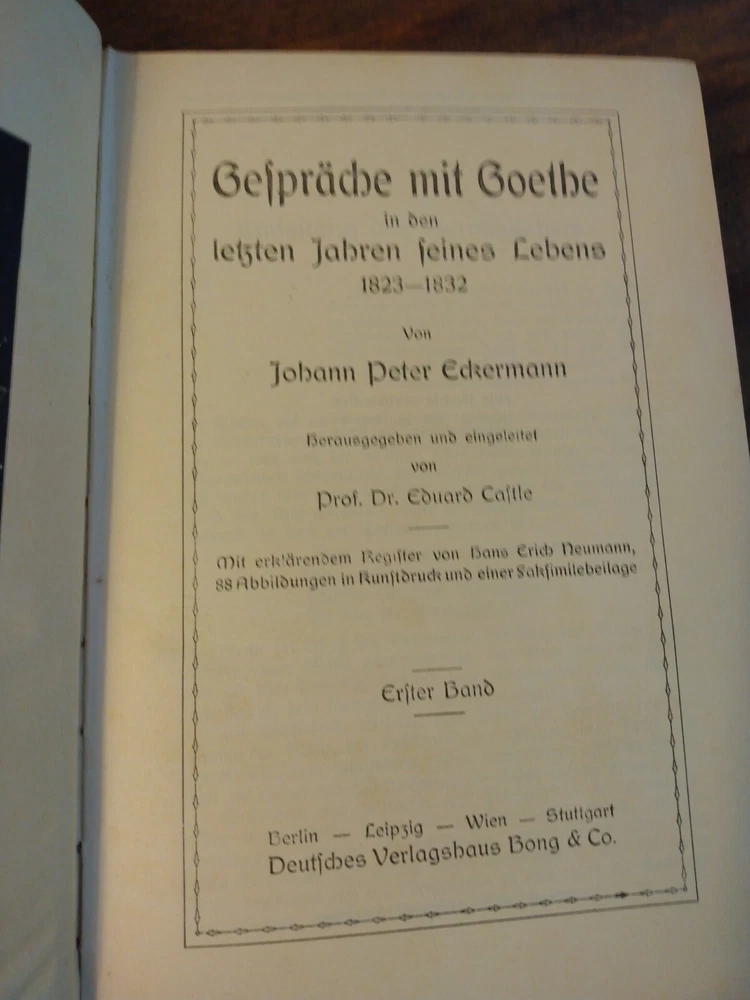 Geſpräche mit Goethe
in den
letzten Jahren ſeines Lebens
1823—1832
Von
Johann Peter Eckermann
Herausgegeben und eingeleitet
von
Prof. Dr. Eduard Caſtle
Mit erklärendem Regiſter von Hans Erich Neumann,
88 Abbildungen in Kunſtdruck und einer Fakſimilebeilage
Erſter Band
Berlin — Leipzig — Wien — Stuttgart
Deutſches Verlagshaus Bong & Co.